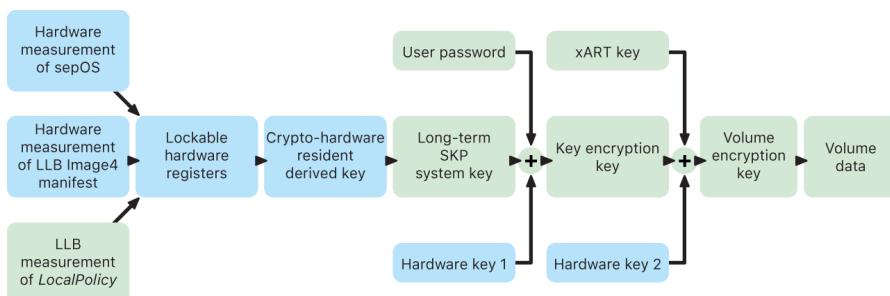 Hardware
measurement
of sepOS
User password
xART key
Hardware
measurement
of LLB Image4
manifest
Lockable
hardware
registers
Crypto-hardware
resident
derived key
Long-term
SKP
system key
+
Key encryption
key
+
Volume
encryption
key
Volume
data
LLB
measurement
of LocalPolicy
Hardware key 1
Hardware key 2